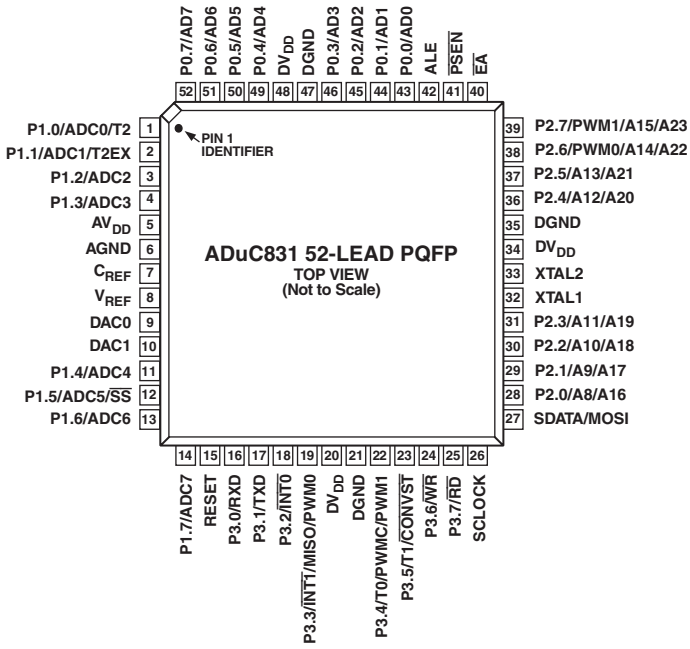 P0.7/AD7
P0.6/AD6
P0.5/AD5
P0.4/AD4
DVDD
DGND
P0.3/AD3
P0.2/AD2
P0.1/AD1
P0.0/AD0
ALE
PSEN
EA
52 51 50 49 48 47 46 45 44 43 42 41 40
P1.0/ADC0/T2 1
P1.1/ADC1/T2EX 2
P1.2/ADC2 3
P1.3/ADC3 4
AVDD 5
AGND 6
CREF 7
VREF 8
DAC0 9
DAC1 10
P1.4/ADC4 11
P1.5/ADC5/SS 12
P1.6/ADC6 13
PIN 1
IDENTIFIER
ADuC831 52-LEAD PQFP
TOP VIEW
(Not to Scale)
39 P2.7/PWM1/A15/A23
38 P2.6/PWM0/A14/A22
37 P2.5/A13/A21
36 P2.4/A12/A20
35 DGND
34 DVDD
33 XTAL2
32 XTAL1
31 P2.3/A11/A19
30 P2.2/A10/A18
29 P2.1/A9/A17
28 P2.0/A8/A16
27 SDATA/MOSI
14 15 16 17 18 19 20 21 22 23 24 25 26
P1.7/ADC7
RESET
P3.0/RXD
P3.1/TXD
P3.2/INT0
P3.3/INT1/MISO/PWM0
DVDD
DGND
P3.4/T0/PWMC/PWM1
P3.5/T1/CONVST
P3.6/WR
P3.7/RD
SCLOCK